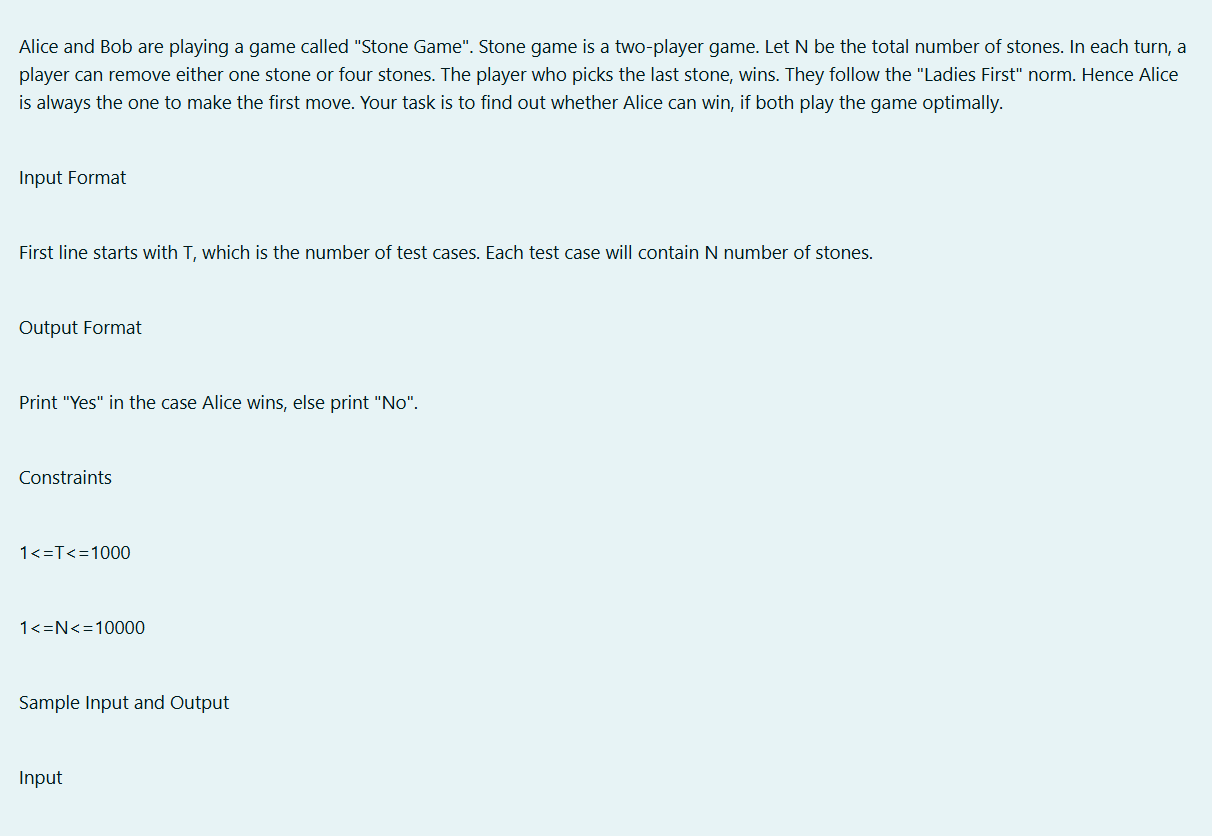 Alice and Bob are playing a game called "Stone Game". Stone game is a two-player game. Let N be the total number of stones. In each turn, a
player can remove either one stone or four stones. The player who picks the last stone, wins. They follow the "Ladies First" norm. Hence Alice
is always the one to make the first move. Your task is to find out whether Alice can win, if both play the game optimally.
Input Format
First line starts with T, which is the number of test cases. Each test case will contain N number of stones.
Output Format
Print "Yes" in the case Alice wins, else print "No".
Constraints
1<=T<=1000
1<=N<=10000
Sample Input and Output
Input